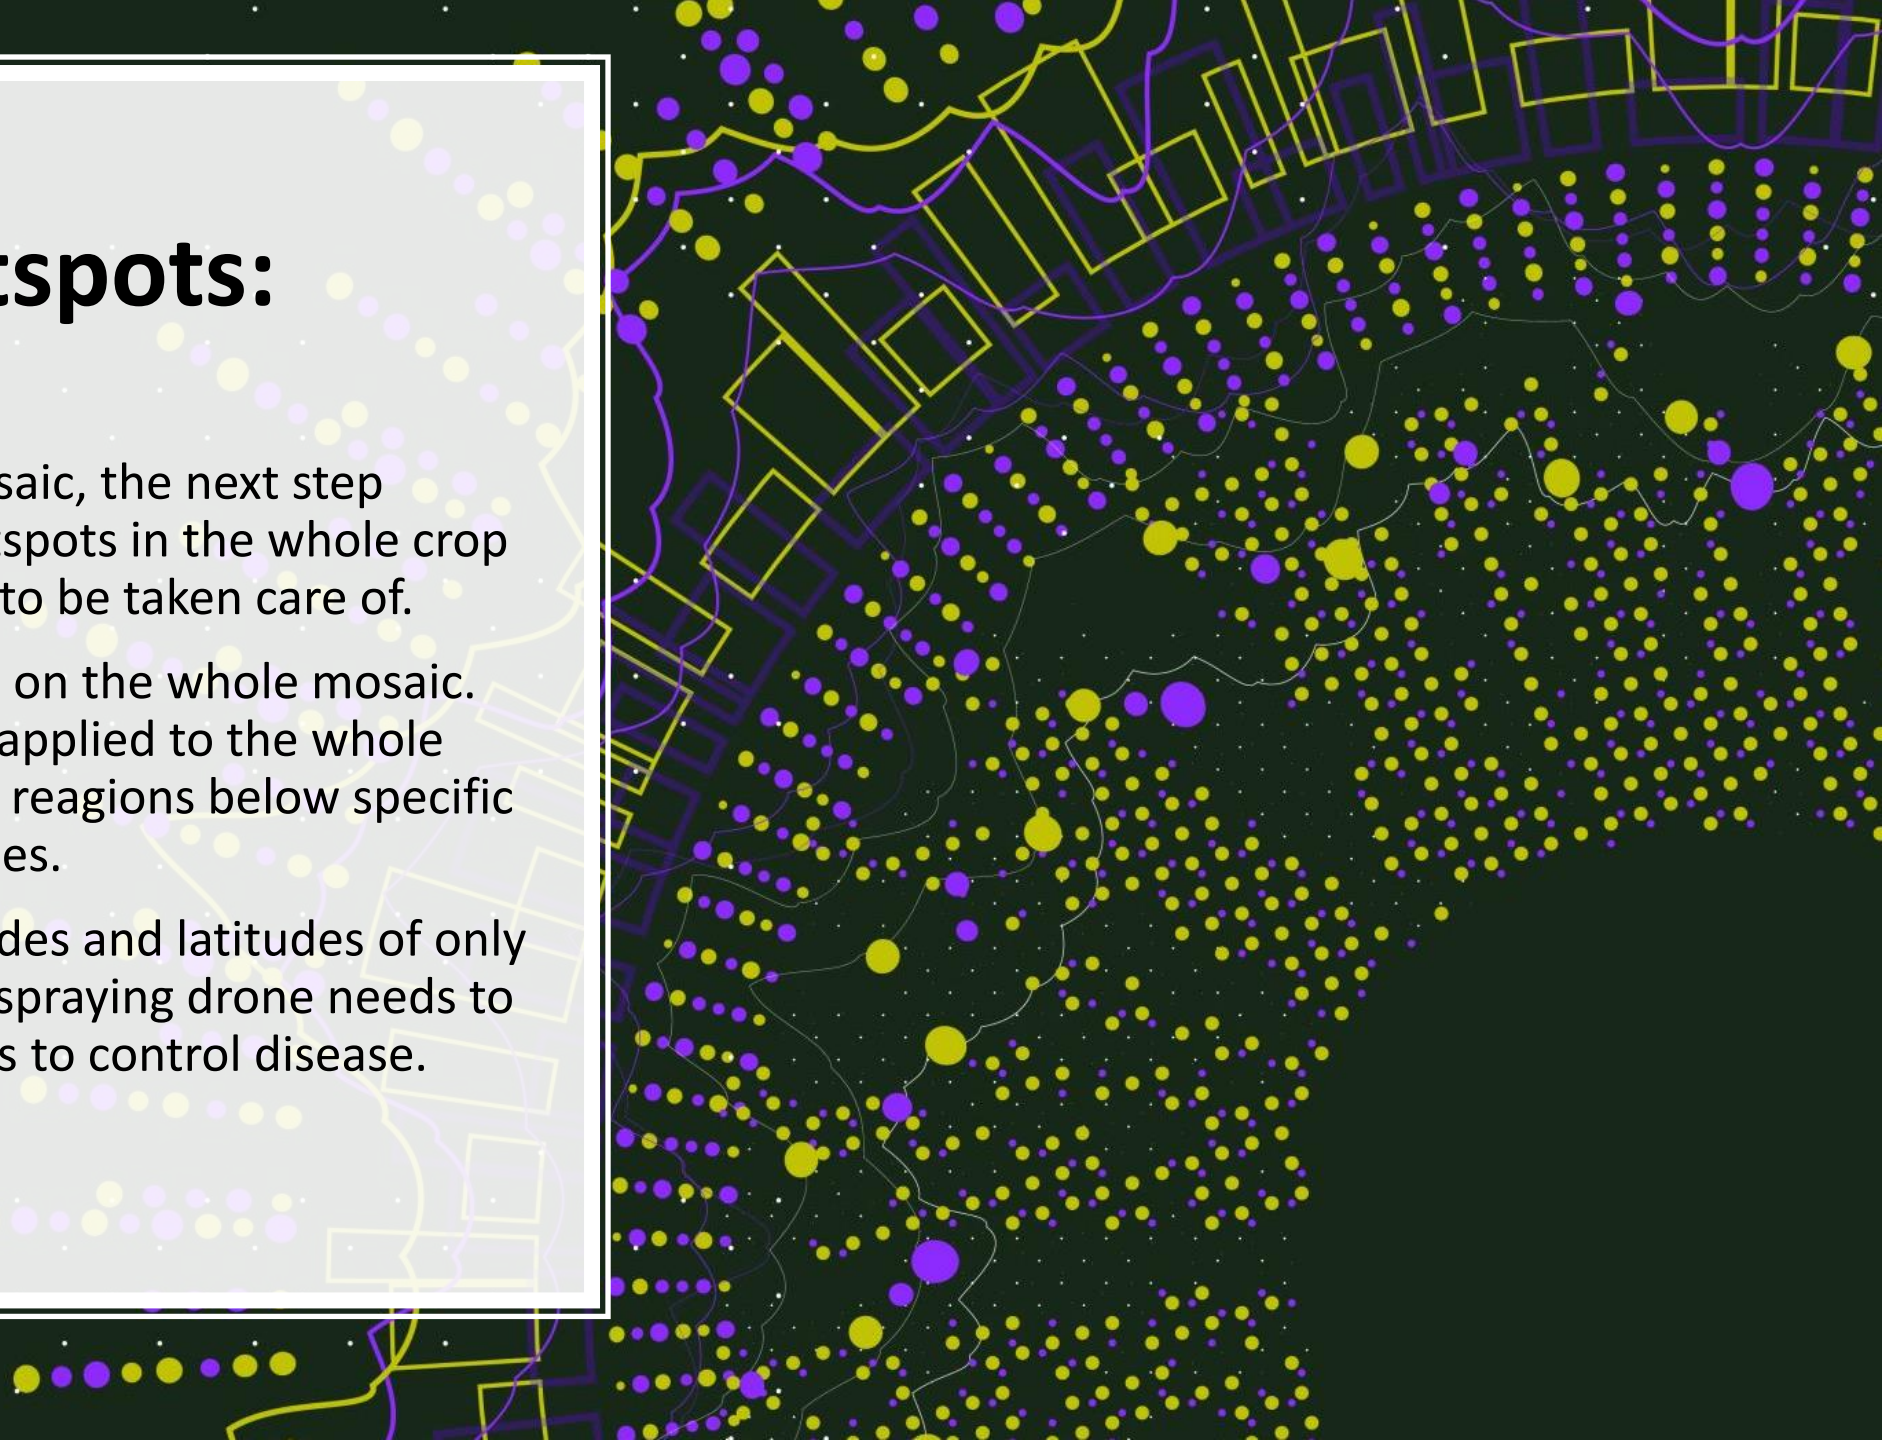 tspots:
saic, the next step
tspots in the whole crop
to be taken care of.
on the whole mosaic.
applied to the whole
reagions below specific
es.
des and latitudes of only
spraying drone needs to
s to control disease.